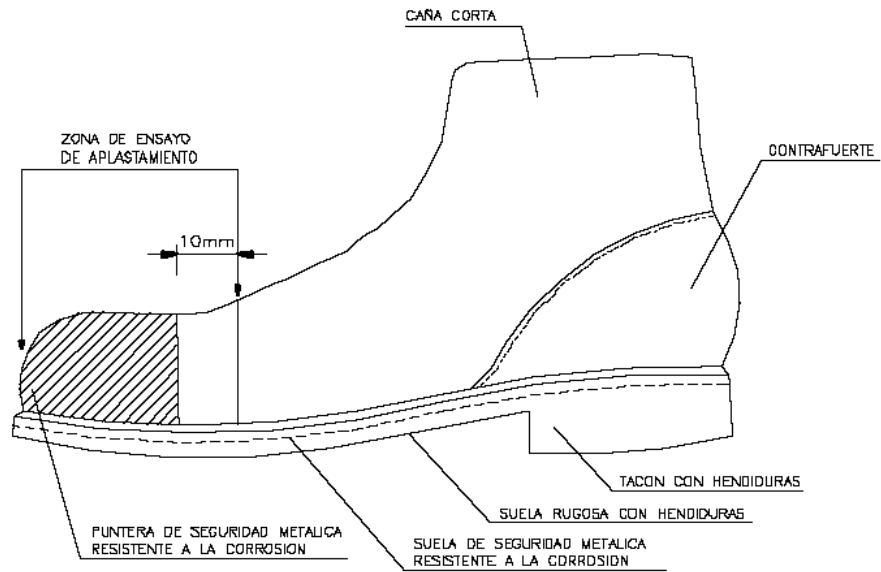 CAÑA CORTA
ZONA DE ENSAYO
DE APLASTAMIENTO
CONTRAFUERTE
10mm
TACON CON HENDIDURAS
SUELA RUGOSA CON HENDIDURAS
PUNTERA DE SEGURIDAD METALICA
RESISTENTE A LA CORROSION
SUELA DE SEGURIDAD METALICA
RESISTENTE A LA CORROSION